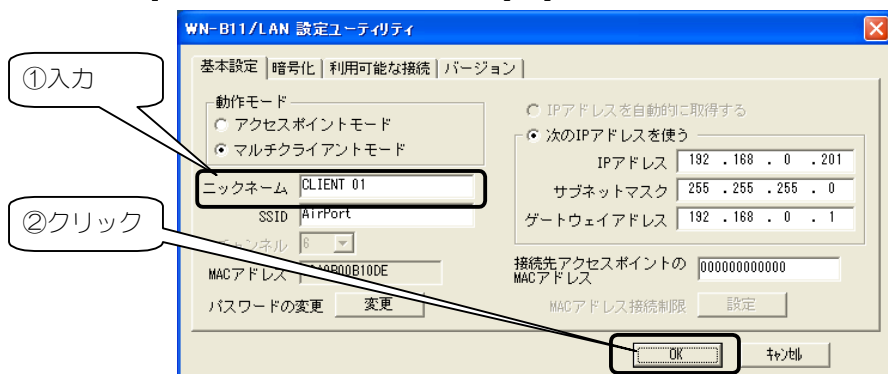 WN-B11/LAN 設定ユーティリティ
基本設定 暗号化 利用可能な接続 バージョン
①入力
動作モード
アクセスポイントモード
マルチクライアントモード
ニックネーム CLIENT 01
SSID AirPort
6
MACアドレス
パスワードの変更 変更
②クリック
IPアドレスを自動的に取得する
次のIPアドレスを使う
IPアドレス 192 .168 . 0 .201
サブネットマスク 255 .255 .255 . 0
ゲートウェイアドレス 192 .168 . 0 . 1
接続先アクセスポイントの
MACアドレス 000000000000
MACアドレス接続制限 設定
OK キャンセル